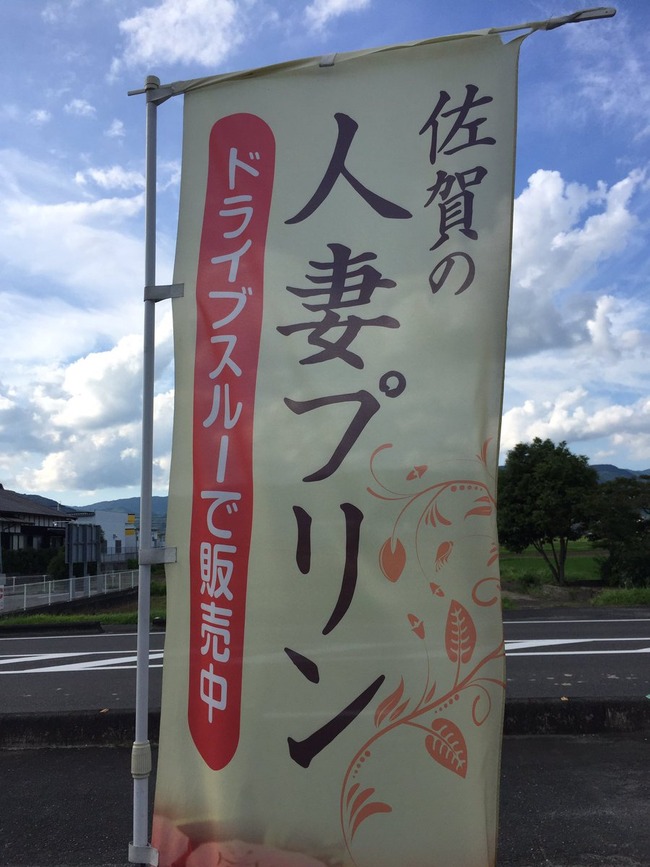 佐賀の
人妻プリン
ドライブスルーで販売中